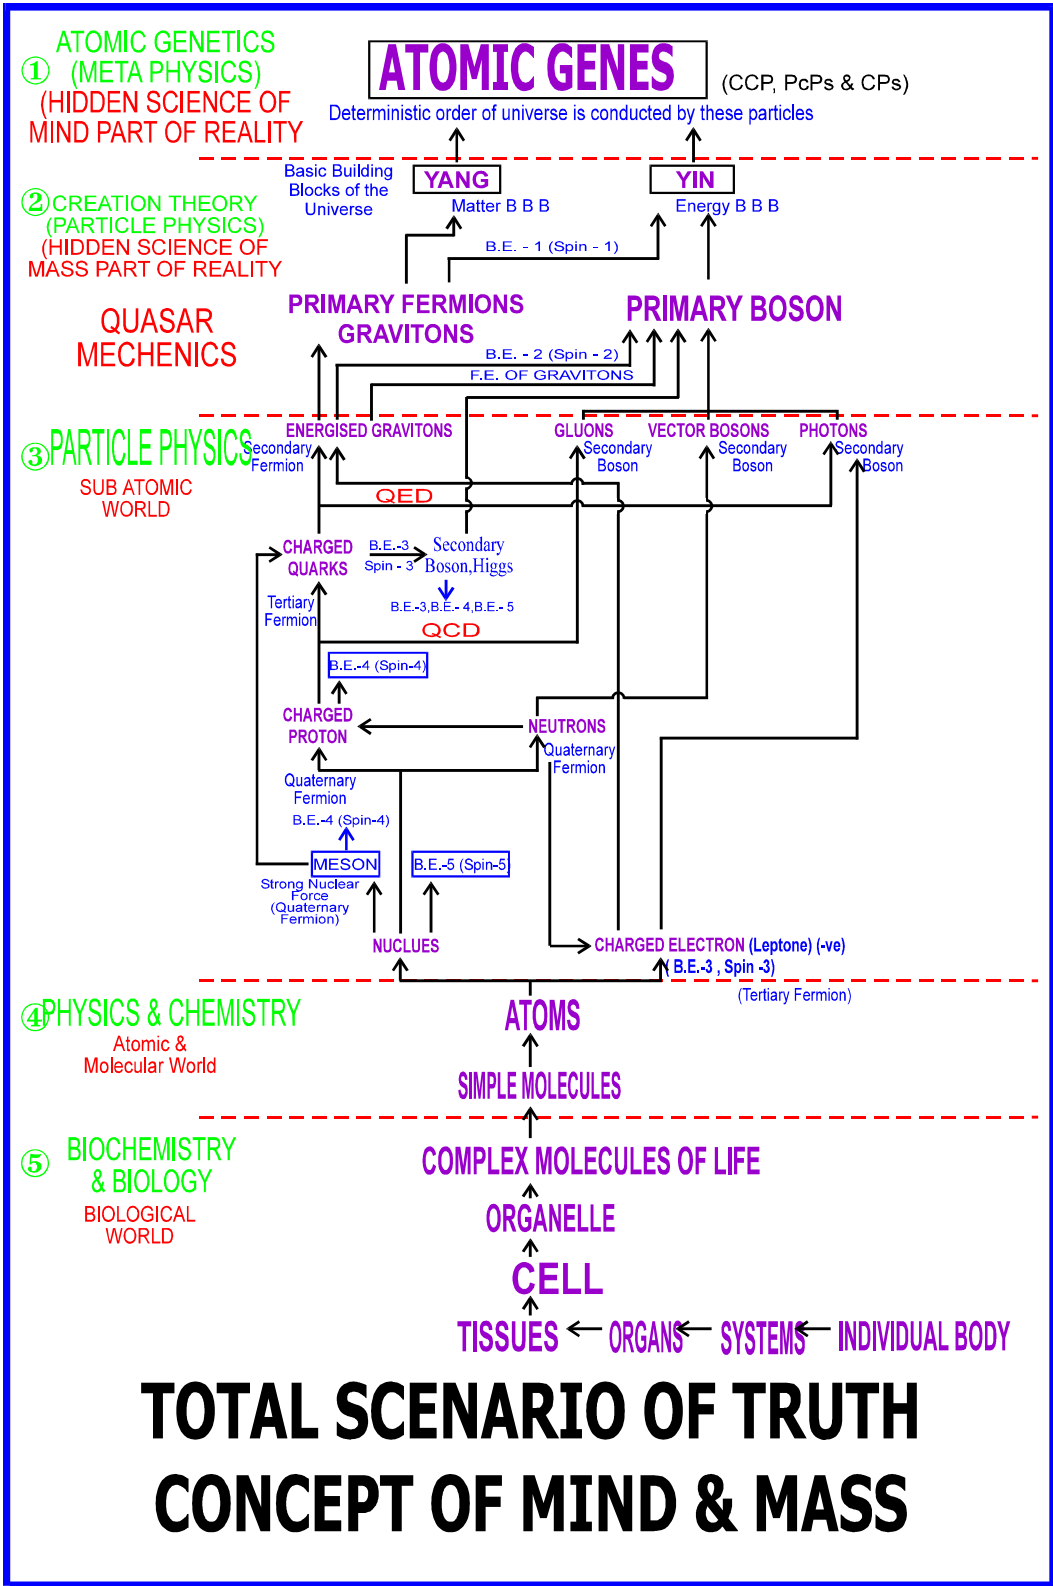 ATOMIC GENETICS
① (META PHYSICS)
(HIDDEN SCIENCE OF
MIND PART OF REALITY
ATOMIC GENES
(CCP, PcPs & CPs)
Deterministic order of universe is conducted by these particles
Basic Building
Blocks of the
Universe
YANG
Matter B B B
YIN
Energy B B B
② CREATION THEORY
(PARTICLE PHYSICS)
(HIDDEN SCIENCE OF
MASS PART OF REALITY
B.E. - 1 (Spin - 1)
QUASAR
MECHENICS
PRIMARY FERMIONS
GRAVITONS
PRIMARY BOSON
B.E. - 2 (Spin - 2)
F.E. OF GRAVITONS
③ PARTICLE PHYSICS
SUB ATOMIC
WORLD
ENERGISED GRAVITONS
Secondary
Fermion
GLUONS
Secondary
Boson
VECTOR BOSONS
Secondary
Boson
PHOTONS
Secondary
Boson
QED
CHARGED
QUARKS
B.E.-3
Spin - 3
Secondary
Boson,Higgs
B.E.-3,B.E.- 4,B.E.- 5
Tertiary
Fermion
QCD
B.E.-4 (Spin-4)
CHARGED
PROTON
NEUTRONS
Quaternary
Fermion
Quaternary
Fermion
B.E.-4 (Spin-4)
MESON
B.E.-5 (Spin-5)
Strong Nuclear
Force
(Quaternary
Fermion)
NUCLUES
CHARGED ELECTRON (Leptone) (-ve)
( B.E.-3 , Spin -3)
(Tertiary Fermion)
④ PHYSICS & CHEMISTRY
Atomic &
Molecular World
ATOMS
SIMPLE MOLECULES
⑤ BIOCHEMISTRY
& BIOLOGY
BIOLOGICAL
WORLD
COMPLEX MOLECULES OF LIFE
ORGANELLE
CELL
TISSUES ORGANS SYSTEMS INDIVIDUAL BODY
TOTAL SCENARIO OF TRUTH
CONCEPT OF MIND & MASS